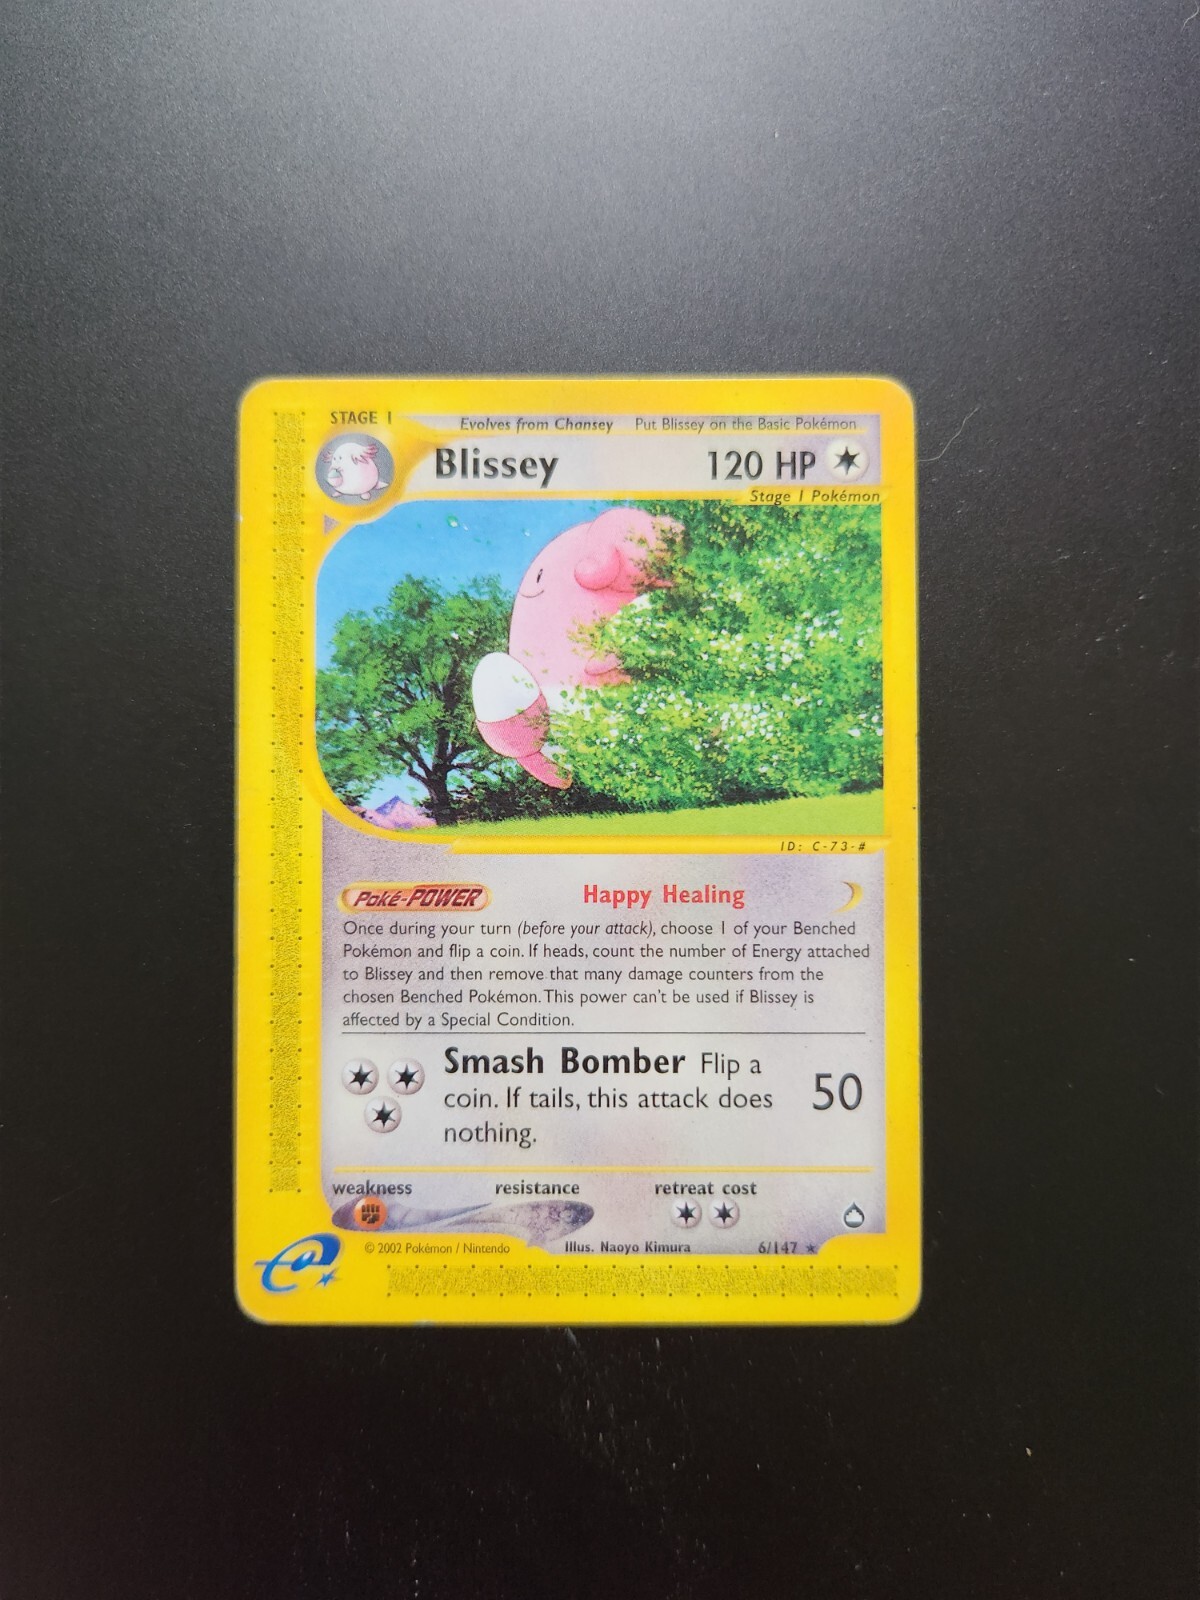 STAGE 1
Evolves from Chansey Put Blissey on the Basic Pokémon
Blissey 120 HP
Stage 1 Pokémon
ID: C-73-#
Poké-POWER Happy Healing
Once during your turn (before your attack), choose 1 of your Benched
Pokémon and flip a coin. If heads, count the number of Energy attached
to Blissey and then remove that many damage counters from the
chosen Benched Pokémon. This power can't be used if Blissey is
affected by a Special Condition.
Smash Bomber Flip a
coin. If tails, this attack does
nothing.
50
weakness resistance retreat cost
e
© 2002 Pokémon / Nintendo Illus. Naoyo Kimura 6/147 ★